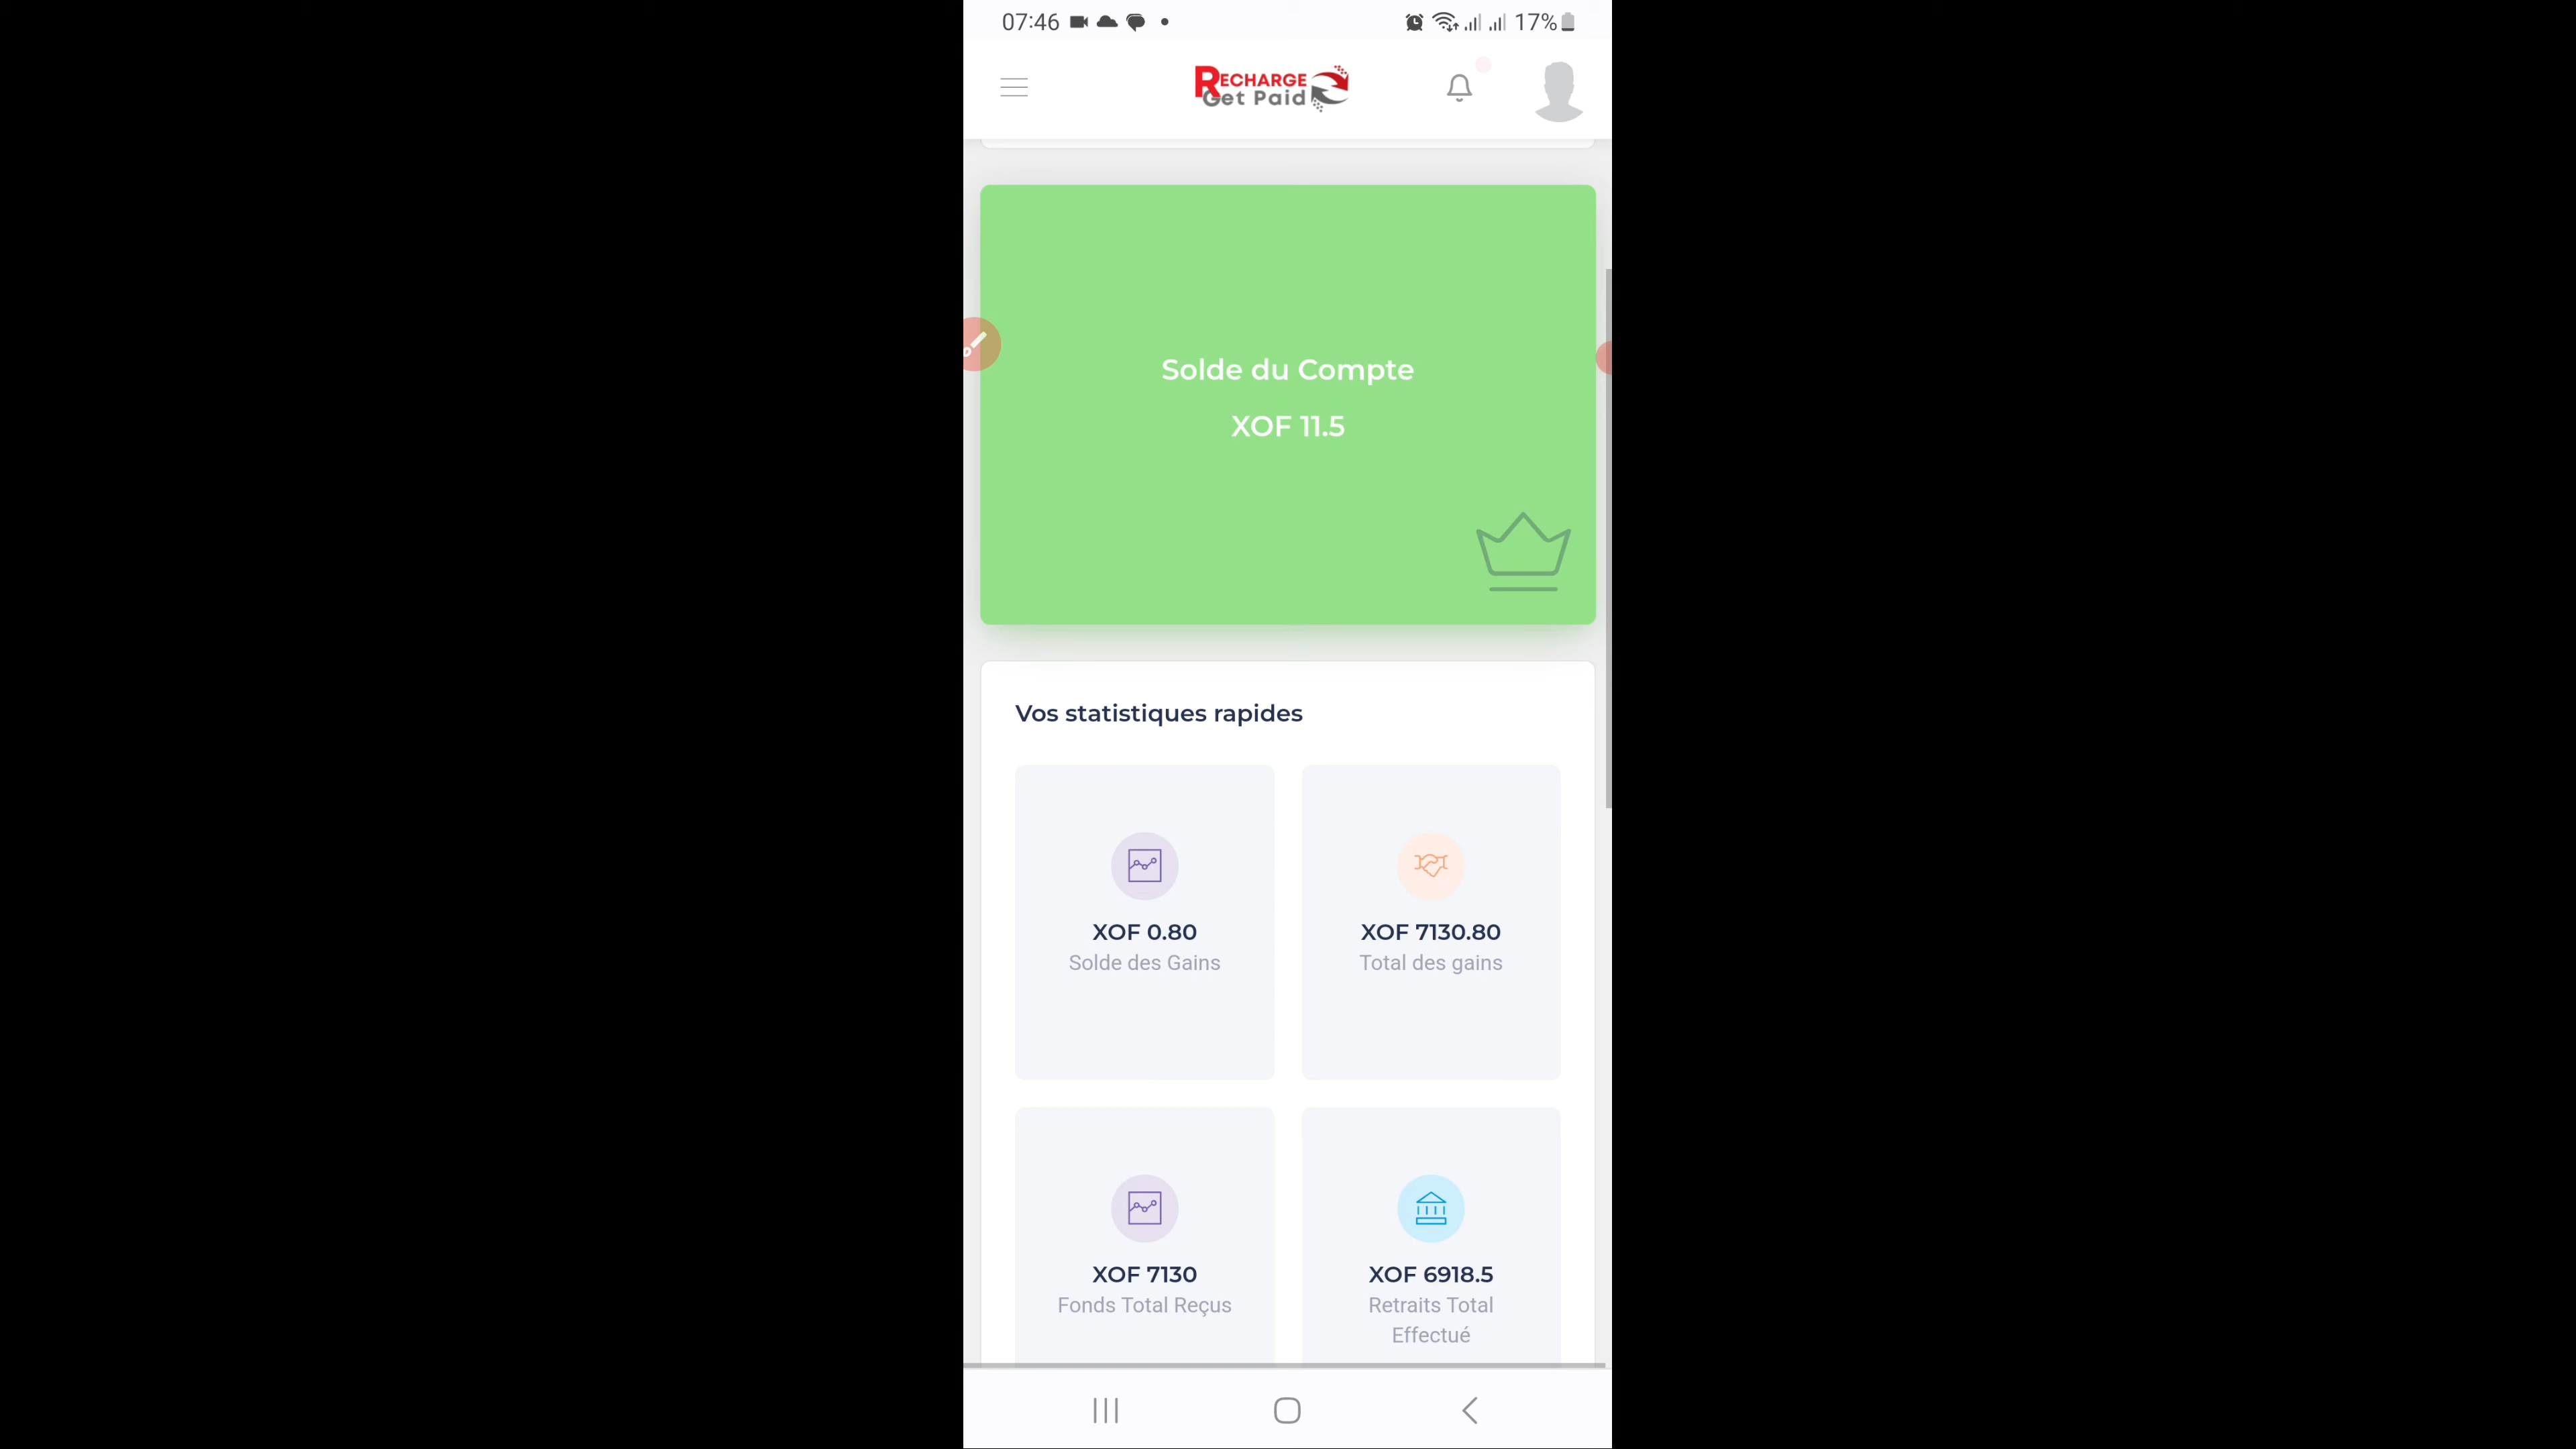 07:46
17%
RECHARGE
Get Paid
Solde du Compte
XOF 11.5
Vos statistiques rapides
XOF 0.80
Solde des Gains
XOF 7130.80
Total des gains
XOF 7130
Fonds Total Reçus
XOF 6918.5
Retraits Total
Effectué